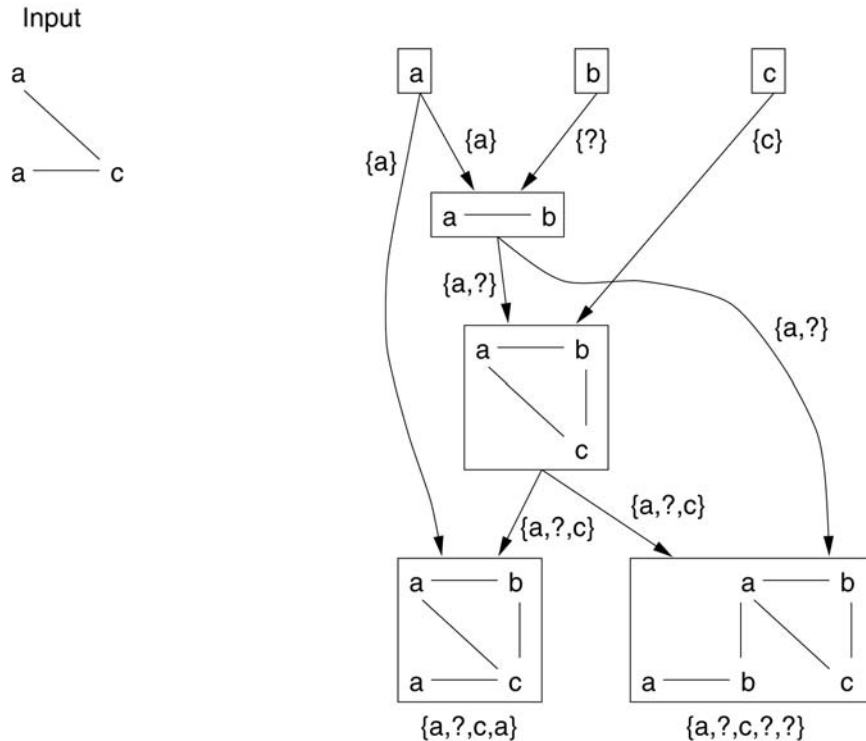 Input
a
a c
a b c
{a} {a} {?} {c}
a b
{a,?} {a,?}
a b
c
{a,?,c} {a,?,c}
a b a b
a c a b c
{a,?,c,a} {a,?,c,?,?}